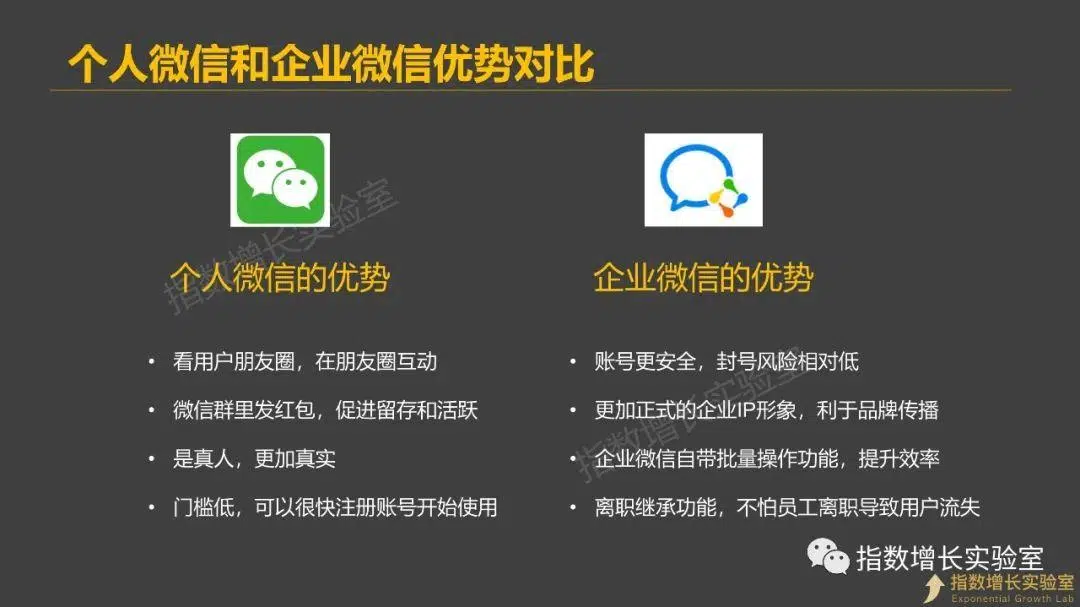 个人微信和企业微信优势对比
个人微信的优势
• 看用户朋友圈，在朋友圈互动
• 微信群里发红包，促进留存和活跃
• 是真人，更加真实
• 门槛低，可以很快注册账号开始使用
企业微信的优势
• 账号更安全，封号风险相对低
• 更加正式的企业IP形象，利于品牌传播
• 企业微信自带批量操作功能，提升效率
• 离职继承功能，不怕员工离职导致用户流失
指数增长实验室
指数增长实验室
指数增长实验室
指数增长实验室
Exponential Growth Lab